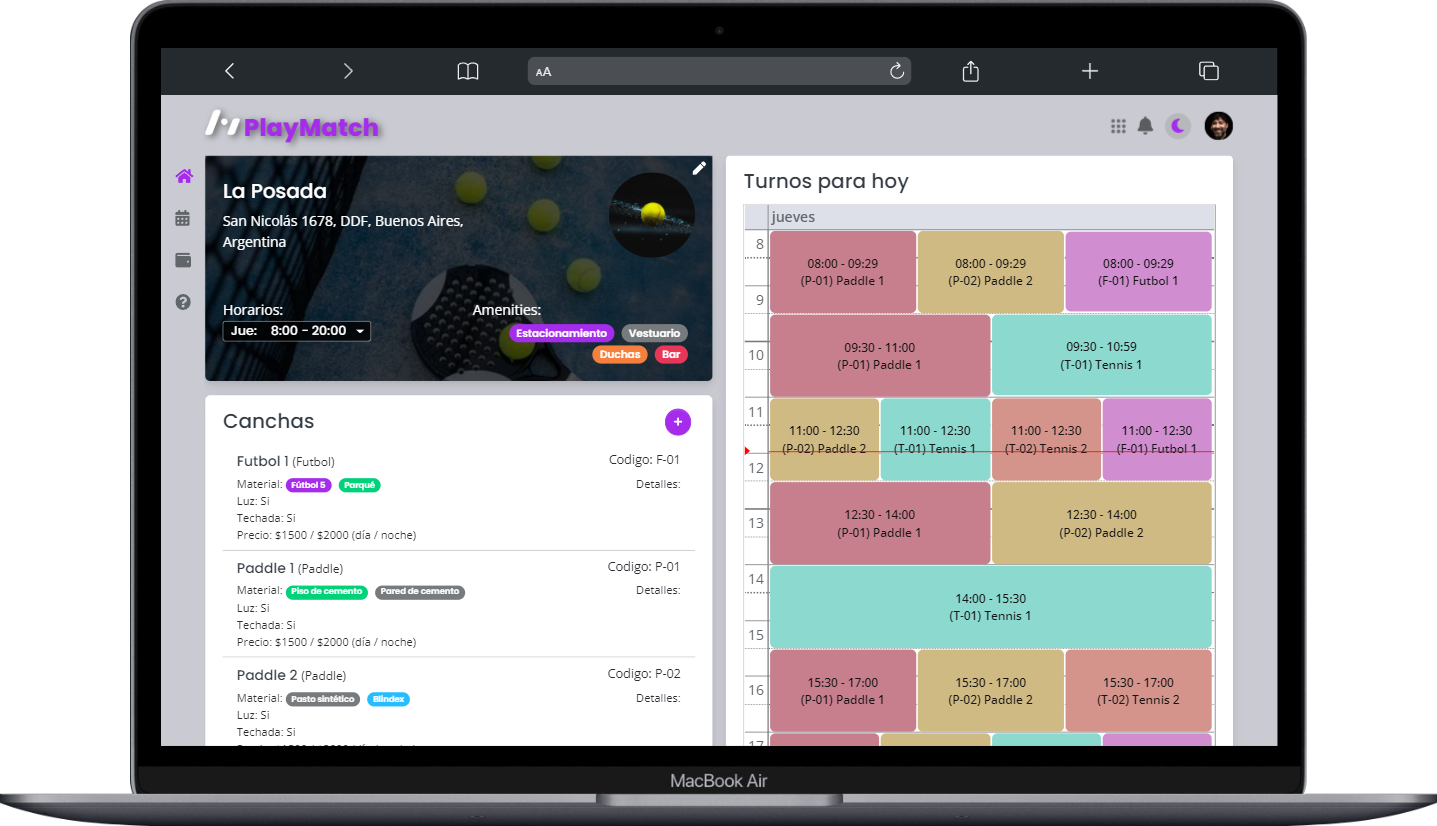 AA
PlayMatch
La Posada
San Nicolás 1678, DDF, Buenos Aires,
Argentina
Horarios:
Jue: 8:00 - 20:00
Amenities:
Estacionamiento Vestuario
Duchas Bar
Canchas
+
Futbol 1 (Futbol)
Codigo: F-01
Material: Fútbol 5 Parqué
Detalles:
Luz: Si
Techada: Si
Precio: $1500 / $2000 (día / noche)
Paddle 1 (Paddle)
Codigo: P-01
Material: Piso de cemento Pared de cemento
Detalles:
Luz: Si
Techada: Si
Precio: $1500 / $2000 (día / noche)
Paddle 2 (Paddle)
Codigo: P-02
Material: Pasto sintético Blindex
Detalles:
Luz: Si
Techada: Si
Turnos para hoy
jueves
8
08:00 - 09:29
(P-01) Paddle 1
08:00 - 09:29
(P-02) Paddle 2
08:00 - 09:29
(F-01) Futbol 1
9
09:30 - 11:00
(P-01) Paddle 1
09:30 - 10:59
(T-01) Tennis 1
10
11
11:00 - 12:30
(P-02) Paddle 2
11:00 - 12:30
(T-01) Tennis 1
11:00 - 12:30
(T-02) Tennis 2
11:00 - 12:30
(F-01) Futbol 1
12
12:30 - 14:00
(P-01) Paddle 1
12:30 - 14:00
(P-02) Paddle 2
13
14
14:00 - 15:30
(T-01) Tennis 1
15
15:30 - 17:00
(P-01) Paddle 1
15:30 - 17:00
(P-02) Paddle 2
15:30 - 17:00
(T-02) Tennis 2
16
17
MacBook Air